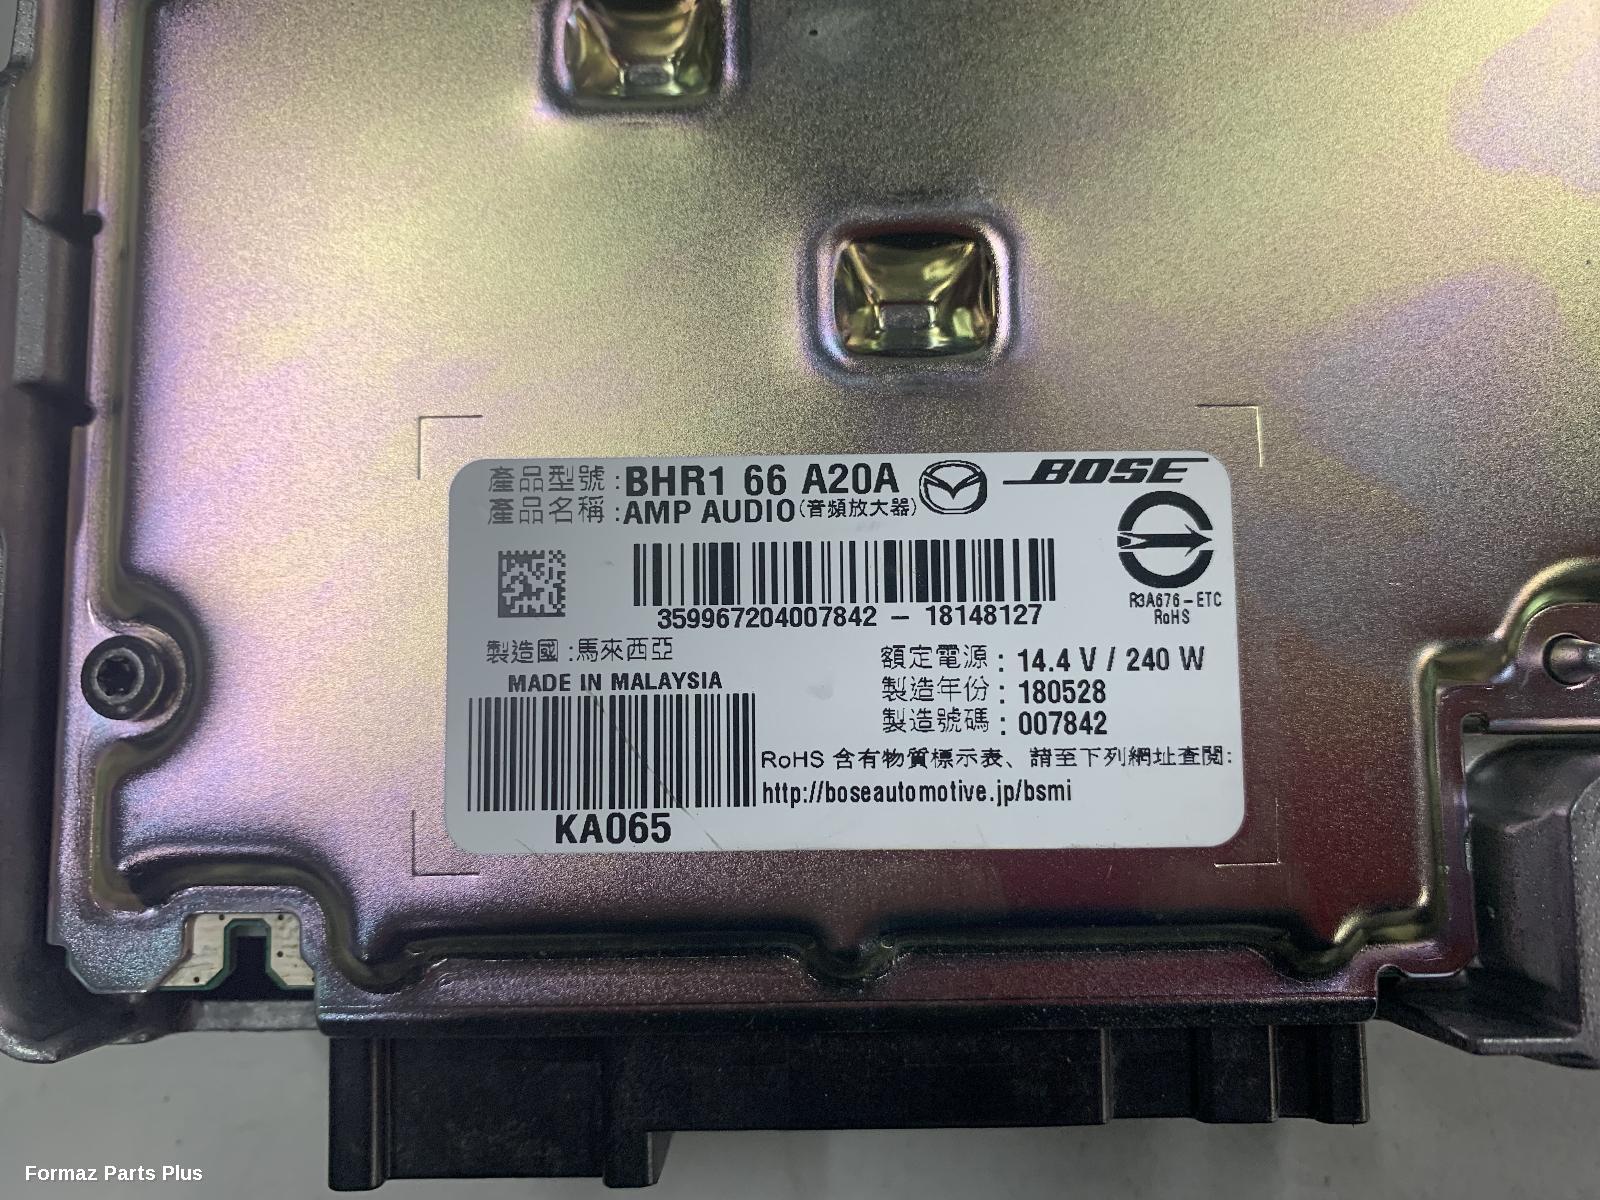 產品型號 : BHR1 66 A20A
BOSE
產品名稱 : AMP AUDIO (音頻放大器)
359967204007842 – 18148127
R3A676-ETC
RoHS
製造國 : 馬來西亞
MADE IN MALAYSIA
額定電源 : 14.4 V / 240 W
製造年份 : 180528
製造號碼 : 007842
RoHS 含有物質標示表、請至下列網址查閱:
http://boseautomotive.jp/bsmi
KA065
Formaz Parts Plus